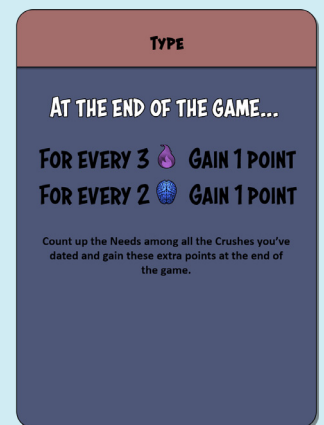 TYPE
AT THE END OF THE GAME...
FOR EVERY 3 GAIN 1 POINT
FOR EVERY 2 GAIN 1 POINT
Count up the Needs among all the Crushes you've
dated and gain these extra points at the end of
the game.